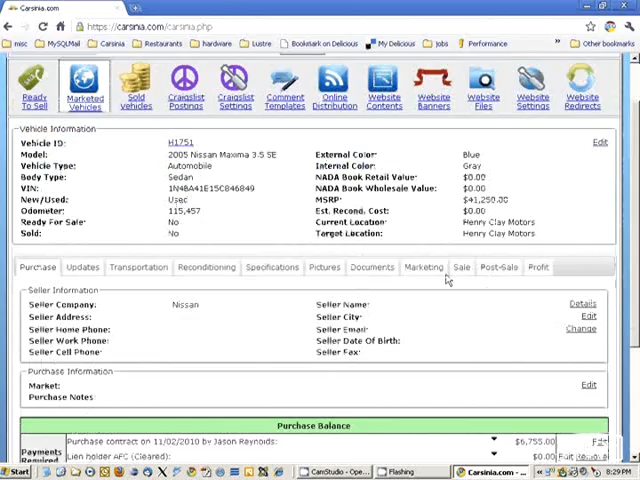 Carsinia.com
https://carsinia.com/carsinia.php
misc MySQLMail Carsinia Restaurants hardware Lustre Bookmark on Delicious My Delicious jobs Performance » Other bookmarks
Ready To Sell
Marketed Vehicles
Sold Vehicles
Craigslist Postings
Craigslist Settings
Comment Templates
Online Distribution
Website Contents
Website Banners
Website Files
Website Settings
Website Redirects
Vehicle Information
Vehicle ID: H1751 Edit
Model: 2005 Nissan Maxima 3.5 SE External Color: Blue
Vehicle Type: Automobile Internal Color: Gray
Body Type: Sedan NADA Book Retail Value: $0.00
VIN: 1N4BA41E15C846849 NADA Book Wholesale Value: $0.00
New/Used: Used MSRP: $41,250.00
Odometer: 115,457 Est. Recond. Cost: $0.00
Ready For Sale: No Current Location: Henry Clay Motors
Sold: No Target Location: Henry Clay Motors
Purchase Updates Transportation Reconditioning Specifications Pictures Documents Marketing Sale Post-Sale Profit
Seller Information
Seller Company: Nissan Seller Name: Details
Seller Address: Seller City: Edit
Seller Home Phone: Seller Email: Change
Seller Work Phone: Seller Date Of Birth:
Seller Cell Phone: Seller Fax:
Purchase Information
Market: Edit
Purchase Notes:
Purchase Balance
Payments Required
Purchase contract on 11/02/2010 by Jason Reynolds: $6,755.00 Edit
Lien holder AFC (Cleared): $0.00 Edit
Start CamStudio - Ope... Flashing Carsinia.com - ... 8:29 PM